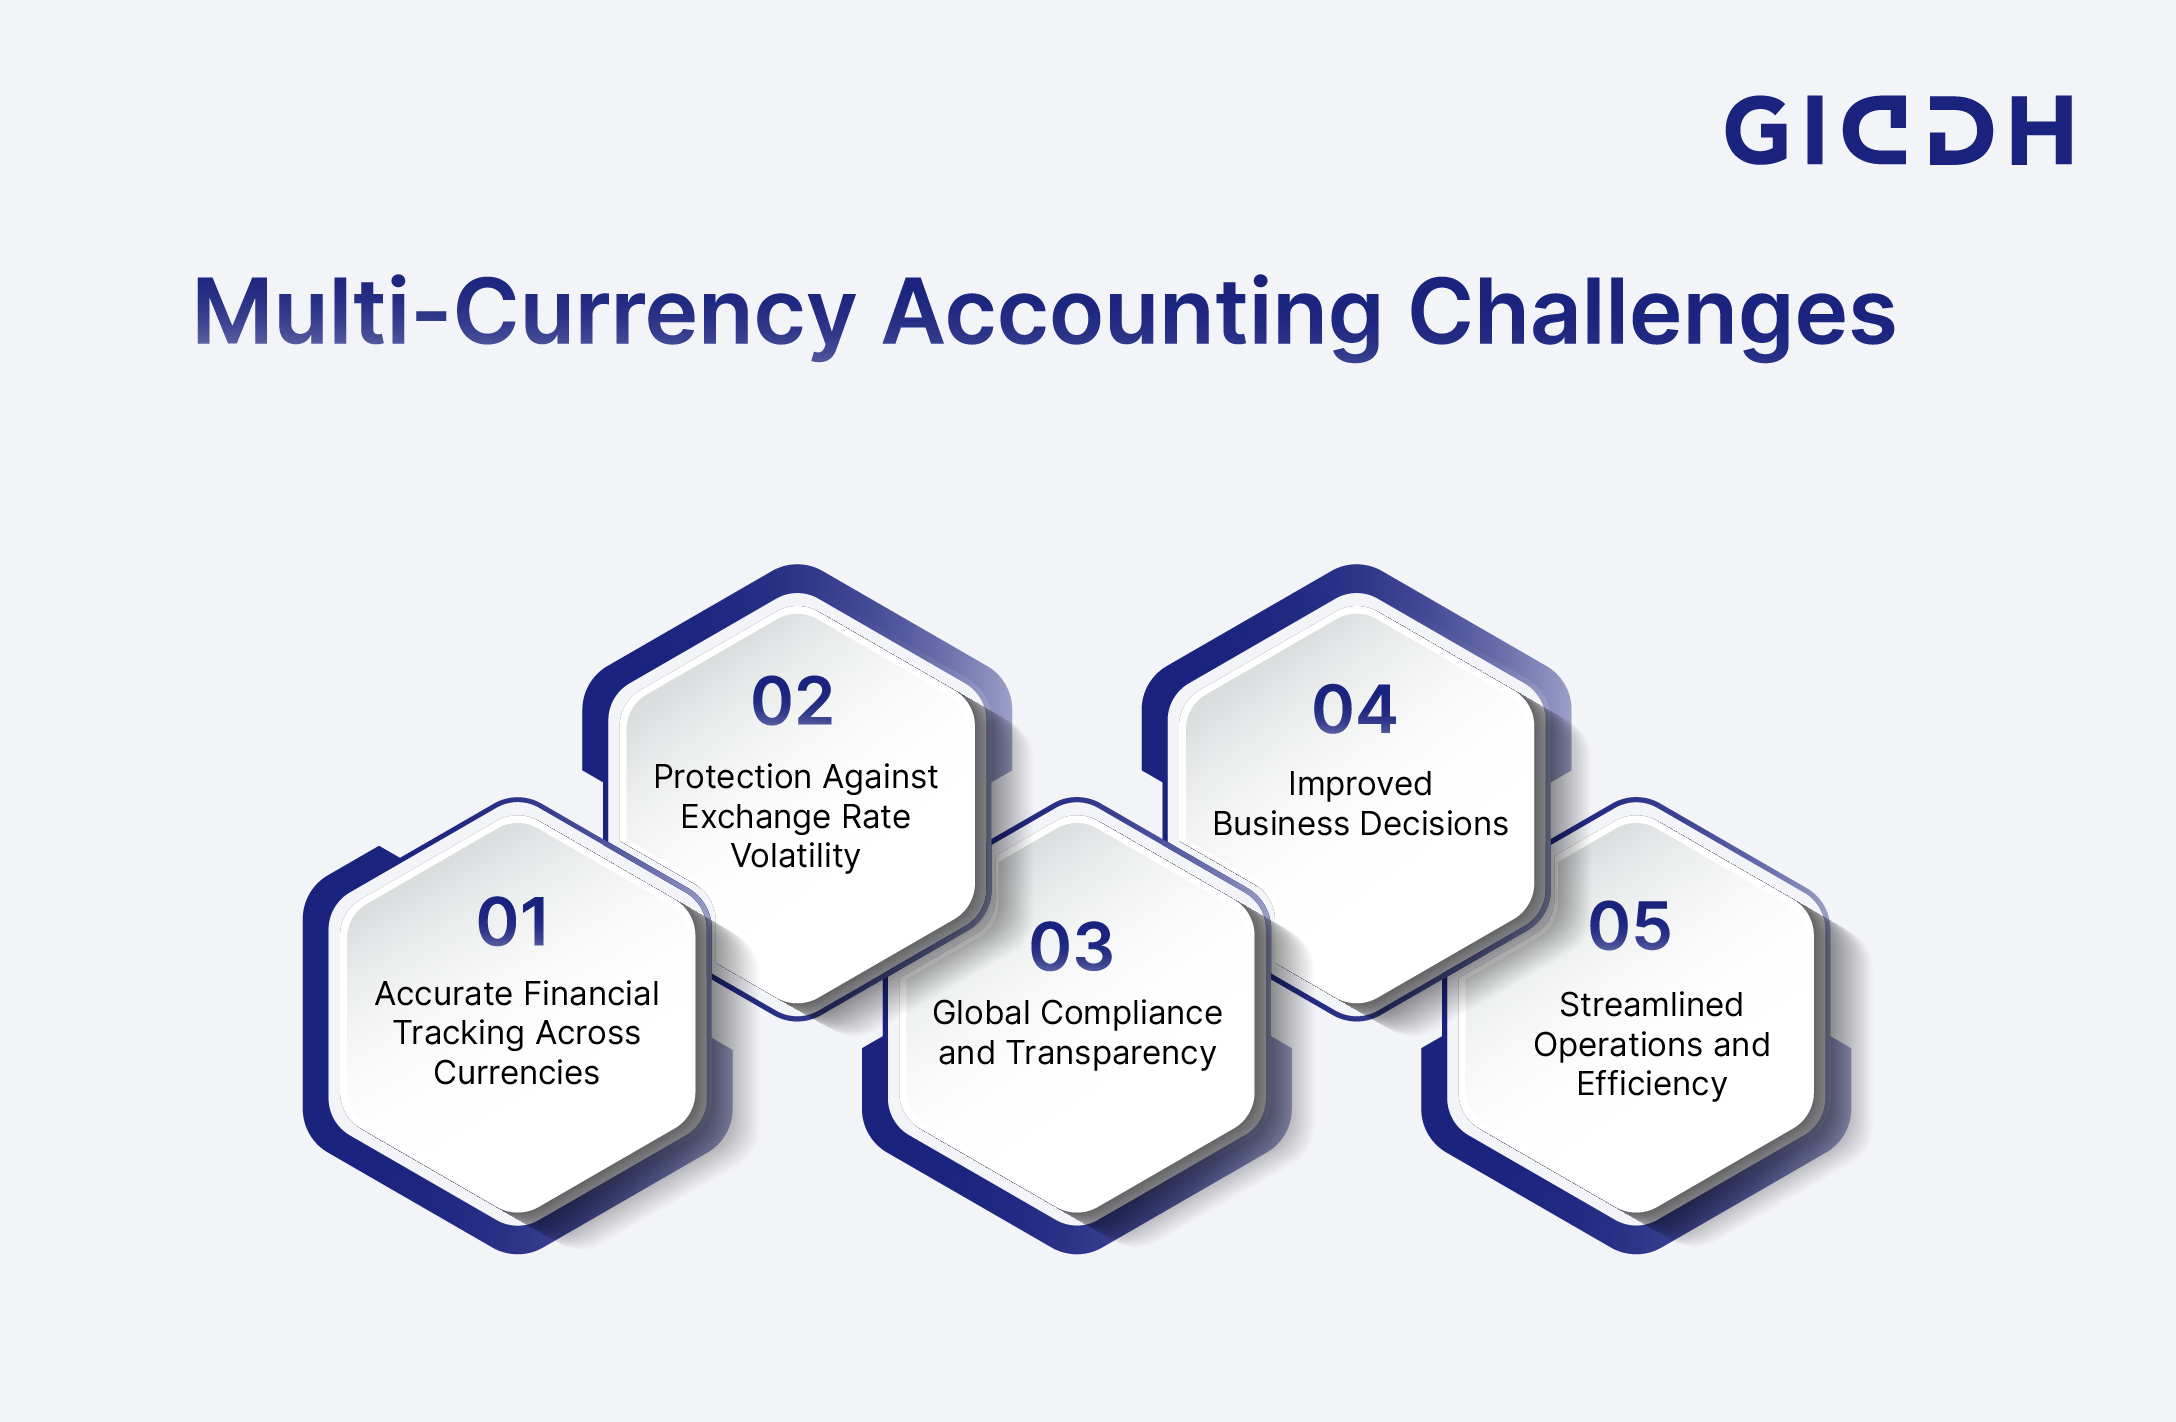 GIDDH
Multi-Currency Accounting Challenges
01
Accurate Financial
Tracking Across
Currencies
02
Protection Against
Exchange Rate
Volatility
03
Global Compliance
and Transparency
04
Improved
Business Decisions
05
Streamlined
Operations and
Efficiency